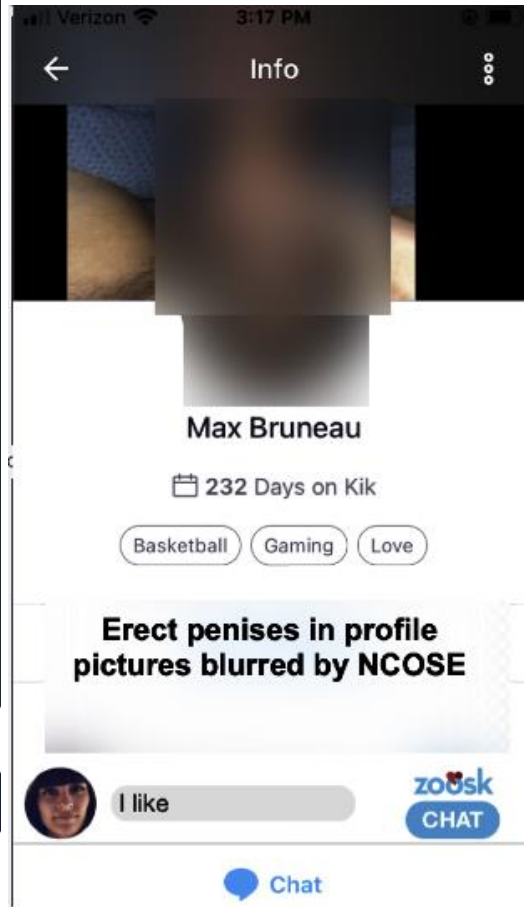 Verizon 3:17 PM
Info
Max Bruneau
232 Days on Kik
Basketball Gaming Love
Erect penises in profile
pictures blurred by NCOSE
I like
zoosk
CHAT
Chat